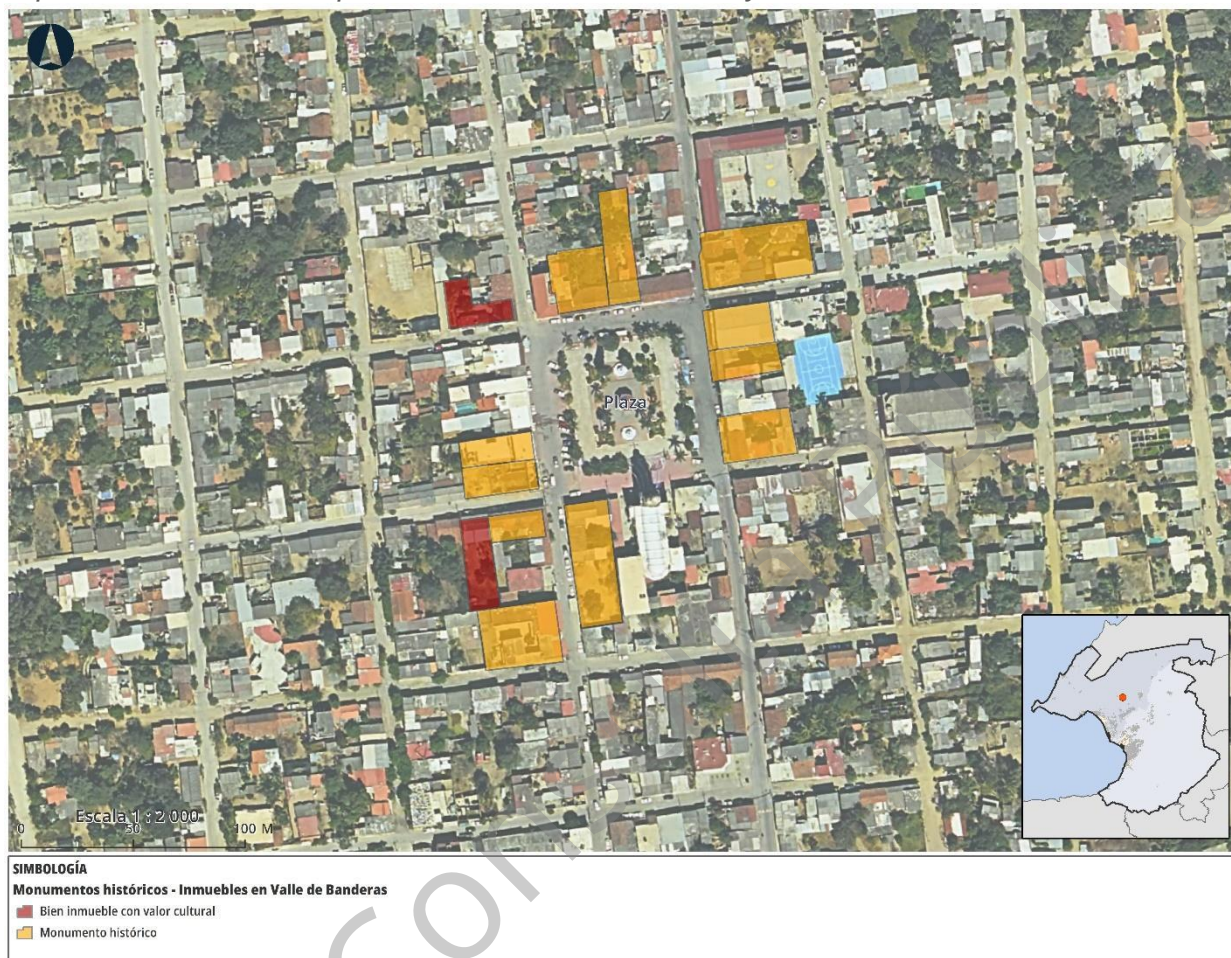 Plaza
Escala 1 : 2 000
0 50 100 M
SIMBOLOGÍA
Monumentos históricos - Inmuebles en Valle de Banderas
Bien inmueble con valor cultural
Monumento histórico